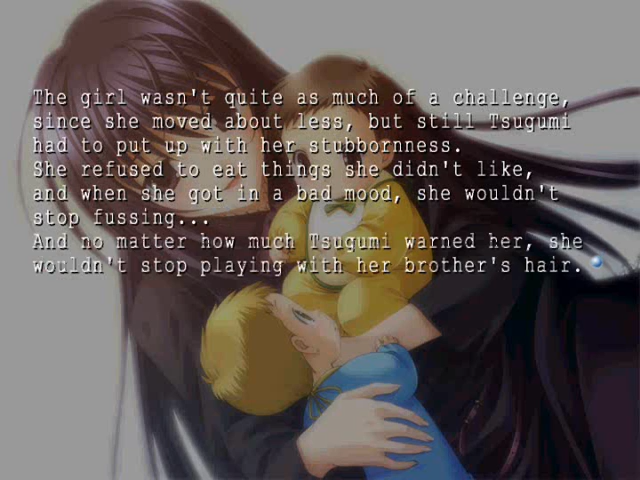 The girl wasn't quite as much of a challenge,
since she moved about less, but still Tsugumi
had to put up with her stubbornness.
She refused to eat things she didn't like,
and when she got in a bad mood, she wouldn't
stop fussing...
And no matter how much Tsugumi warned her, she
wouldn't stop playing with her brother's hair.